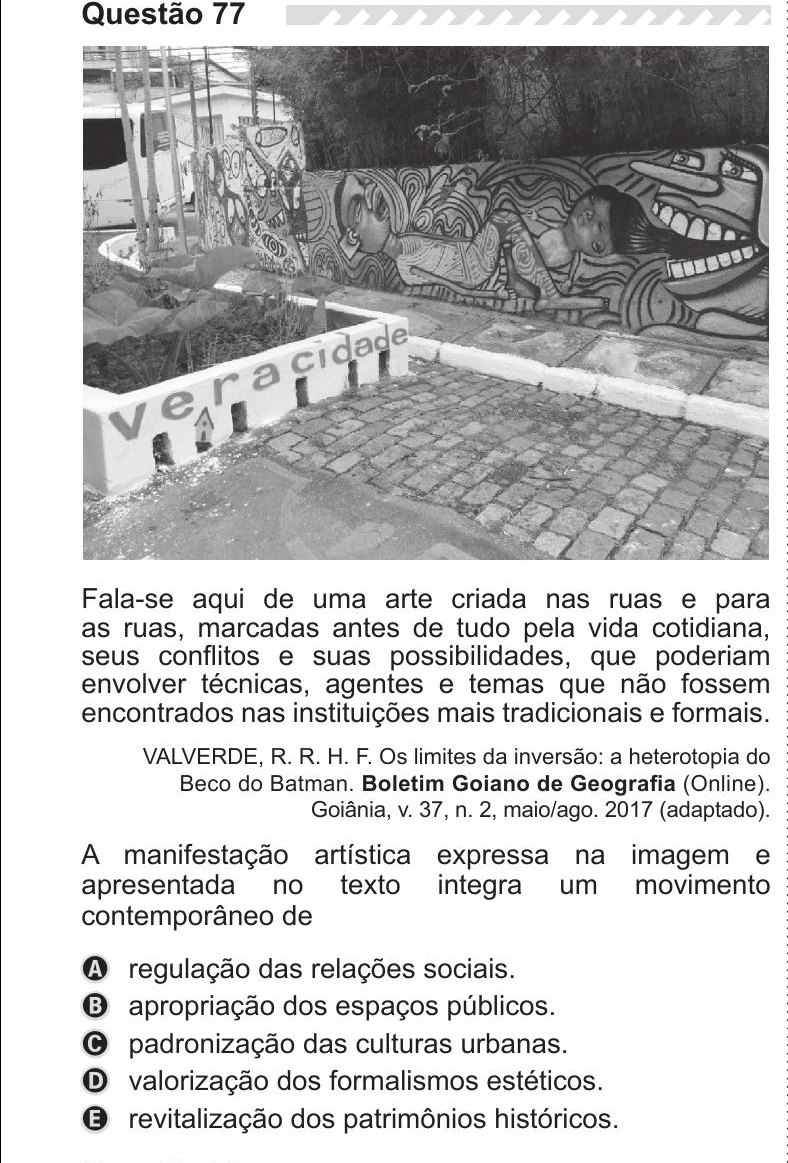 Questão 77
veracidade
Fala-se aqui de uma arte criada nas ruas e para
as ruas, marcadas antes de tudo pela vida cotidiana,
seus conflitos e suas possibilidades, que poderiam
envolver técnicas, agentes e temas que não fossem
encontrados nas instituições mais tradicionais e formais.
VALVERDE, R. R. H. F. Os limites da inversão: a heterotopia do
Beco do Batman. Boletim Goiano de Geografia (Online).
Goiânia, v. 37, n. 2, maio/ago. 2017 (adaptado).
A manifestação artística expressa na imagem e
apresentada no texto integra um movimento
contemporâneo de
A regulação das relações sociais.
B apropriação dos espaços públicos.
C padronização das culturas urbanas.
D valorização dos formalismos estéticos.
E revitalização dos patrimônios históricos.